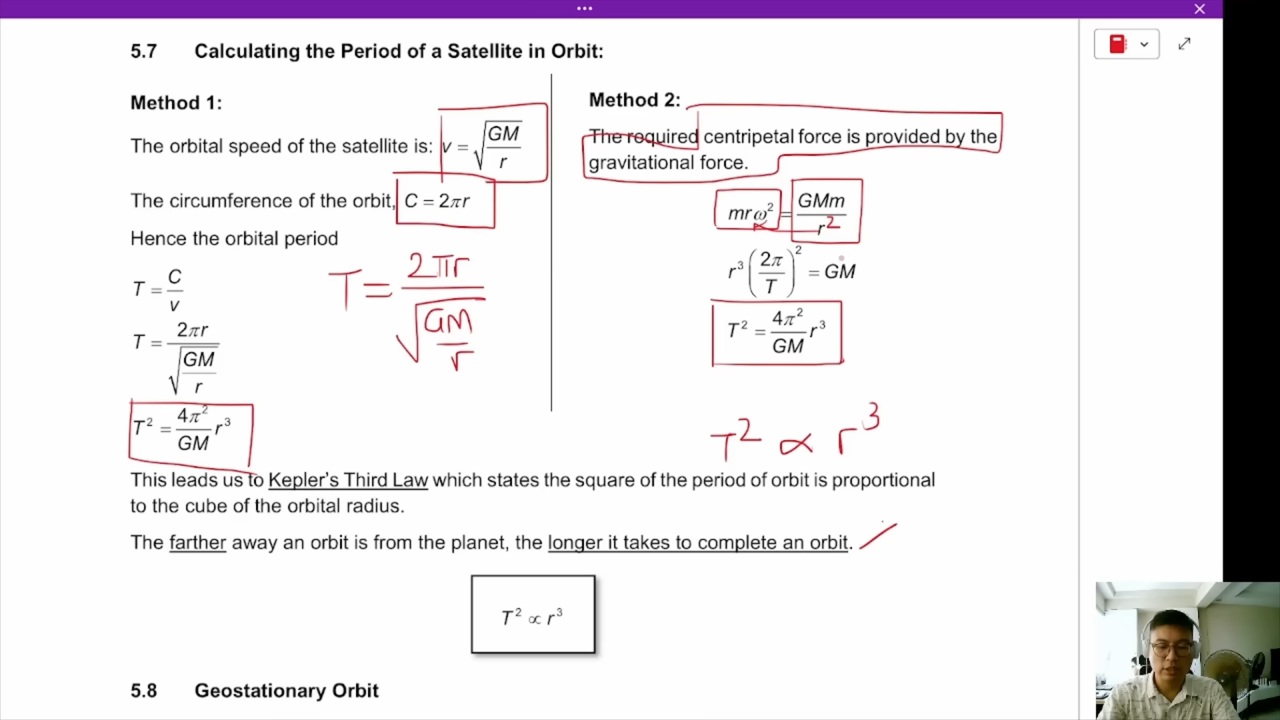 5.7 Calculating the Period of a Satellite in Orbit:
Method 1:
The orbital speed of the satellite is: v = √(GM/r)
The circumference of the orbit, C = 2πr
Hence the orbital period
T = C/v
T = 2πr/√(GM/r)
T² = 4π²/GM r³
T = 2πr/√(GM/r)
Method 2:
The required centripetal force is provided by the
gravitational force.
mrω² = GMm/r²
r³ (2π/T)² = GM
T² = 4π²/GM r³
T² ∝ r³
This leads us to Kepler's Third Law which states the square of the period of orbit is proportional
to the cube of the orbital radius.
The farther away an orbit is from the planet, the longer it takes to complete an orbit.
T² ∝ r³
5.8 Geostationary Orbit